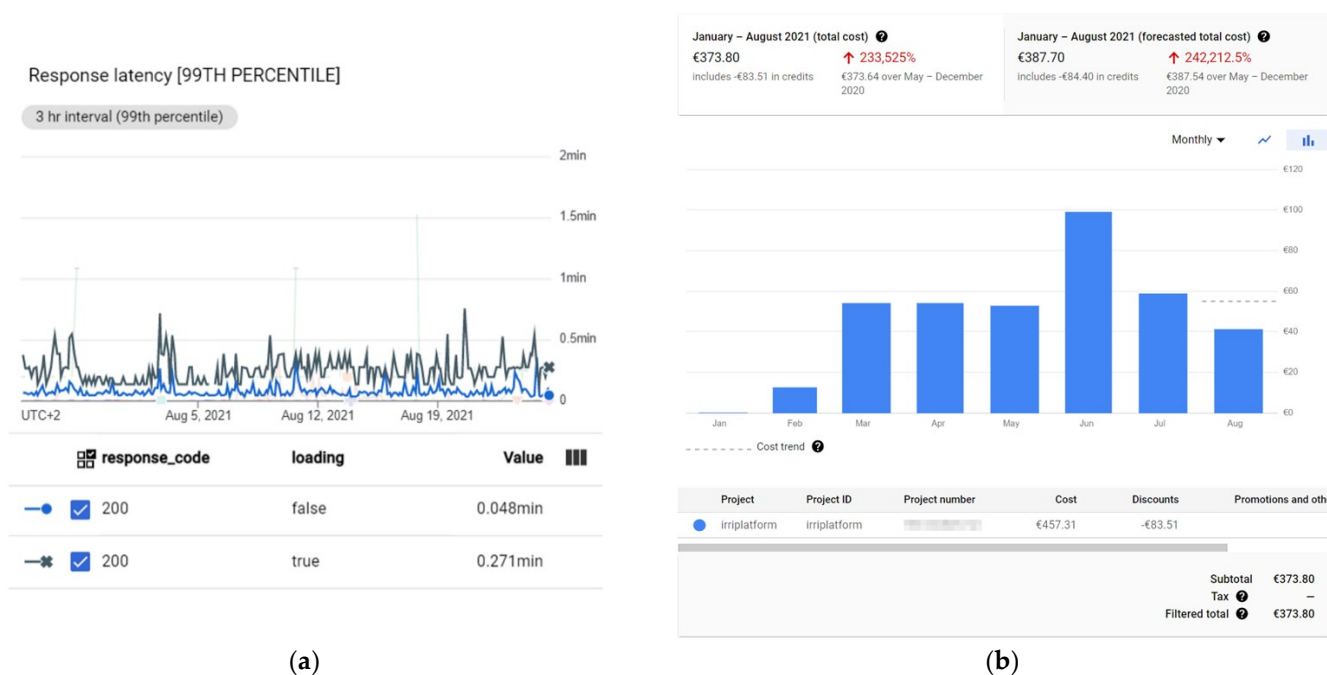 Response latency [99TH PERCENTILE]
3 hr interval (99th percentile)
2min
1.5min
1min
0.5min
0
UTC+2 Aug 5, 2021 Aug 12, 2021 Aug 19, 2021
response_code loading Value
200 false 0.048min
200 true 0.271min
(a)
January – August 2021 (total cost)
€373.80 233,525%
includes -€83.51 in credits €373.64 over May – December
2020
January – August 2021 (forecasted total cost)
€387.70 242,212.5%
includes -€84.40 in credits €387.54 over May – December
2020
Monthly
€120
€100
€80
€60
€40
€20
€0
Jan Feb Mar Apr May Jun Jul Aug
Cost trend
Project Project ID Project number Cost Discounts Promotions and oth
irriplatform irriplatform €457.31 -€83.51
Subtotal €373.80
Tax –
Filtered total €373.80
(b)